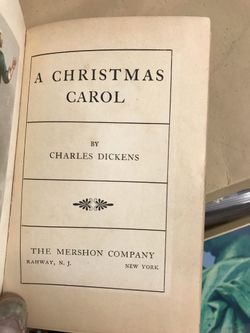 A CHRISTMAS
CAROL
BY
CHARLES DICKENS
THE MERSHON COMPANY
RAHWAY, N. J. NEW YORK